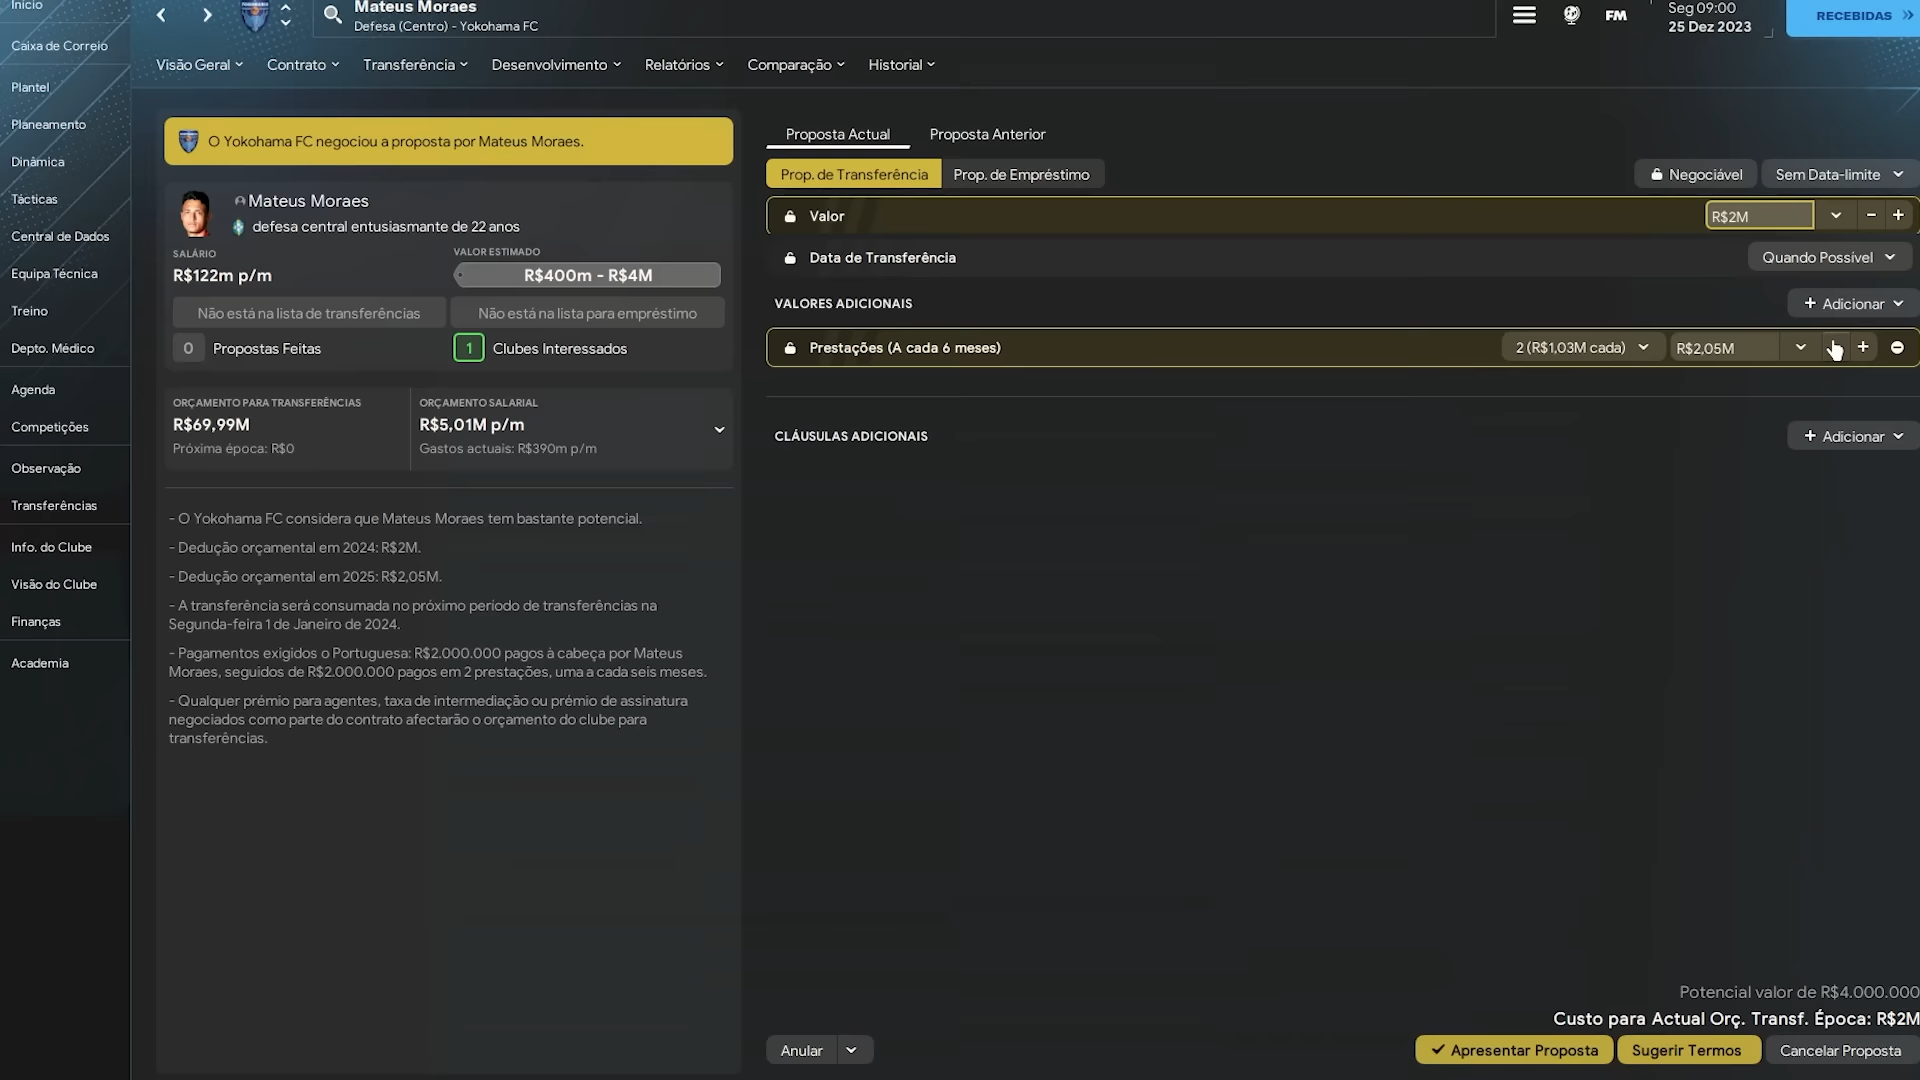 Início
Caixa de Correio
Plantel
Planeamento
Dinâmica
Tácticas
Central de Dados
Equipa Técnica
Treino
Depto. Médico
Agenda
Competições
Observação
Transferências
Info. do Clube
Visão do Clube
Finanças
Academia
Mateus Moraes
Defesa (Centro) - Yokohama FC
FM
Seg 09:00
25 Dez 2023
RECEBIDAS
Visão Geral
Contrato
Transferência
Desenvolvimento
Relatórios
Comparação
Historial
O Yokohama FC negociou a proposta por Mateus Moraes.
Mateus Moraes
defesa central entusiasmante de 22 anos
SALÁRIO
R$122m p/m
VALOR ESTIMADO
R$400m - R$4M
Não está na lista de transferências
Não está na lista para empréstimo
0 Propostas Feitas
1 Clubes Interessados
ORÇAMENTO PARA TRANSFERÊNCIAS
R$69,99M
Próxima época: R$0
ORÇAMENTO SALARIAL
R$5,01M p/m
Gastos actuais: R$390m p/m
- O Yokohama FC considera que Mateus Moraes tem bastante potencial.
- Dedução orçamental em 2024: R$2M.
- Dedução orçamental em 2025: R$2,05M.
- A transferência será consumada no próximo período de transferências na
Segunda-feira 1 de Janeiro de 2024.
- Pagamentos exigidos o Portuguesa: R$2.000.000 pagos à cabeça por Mateus
Moraes, seguidos de R$2.000.000 pagos em 2 prestações, uma a cada seis meses.
- Qualquer prémio para agentes, taxa de intermediação ou prémio de assinatura
negociados como parte do contrato afectarão o orçamento do clube para
transferências.
Proposta Actual
Proposta Anterior
Prop. de Transferência
Prop. de Empréstimo
Negociável
Sem Data-limite
Valor
R$2M
- +
Data de Transferência
Quando Possível
VALORES ADICIONAIS
+ Adicionar
Prestações (A cada 6 meses)
2 (R$1,03M cada)
R$2,05M
+
CLÁUSULAS ADICIONAIS
+ Adicionar
Potencial valor de R$4.000.000
Custo para Actual Orç. Transf. Época: R$2M
Anular
Apresentar Proposta
Sugerir Termos
Cancelar Proposta